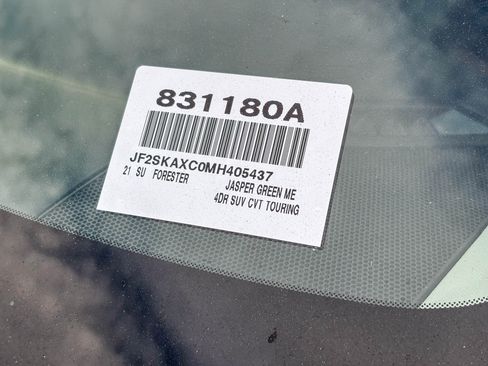 831180A
JF2SKAXC0MH405437
21 SU FORESTER JASPER GREEN ME
4DR SUV CVT TOURING